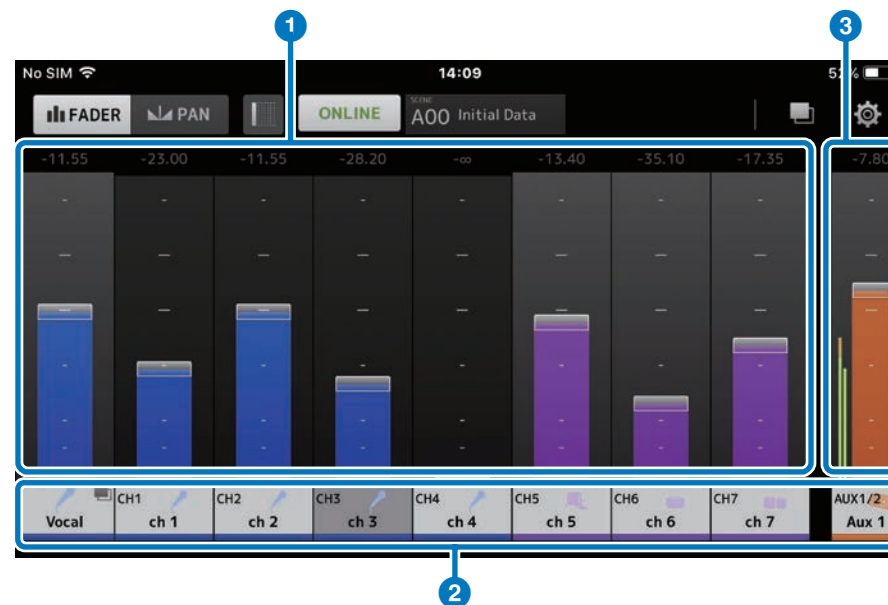 1 3
No SIM 14:09
FADER PAN ONLINE SCENE A00 Initial Data
-11.55 -23.00 -11.55 -28.20 -∞ -13.40 -35.10 -17.35 -7.80
CH1 CH2 CH3 CH4 CH5 CH6 CH7 AUX1/2
Vocal ch 1 ch 2 ch 3 ch 4 ch 5 ch 6 ch 7 Aux 1
2